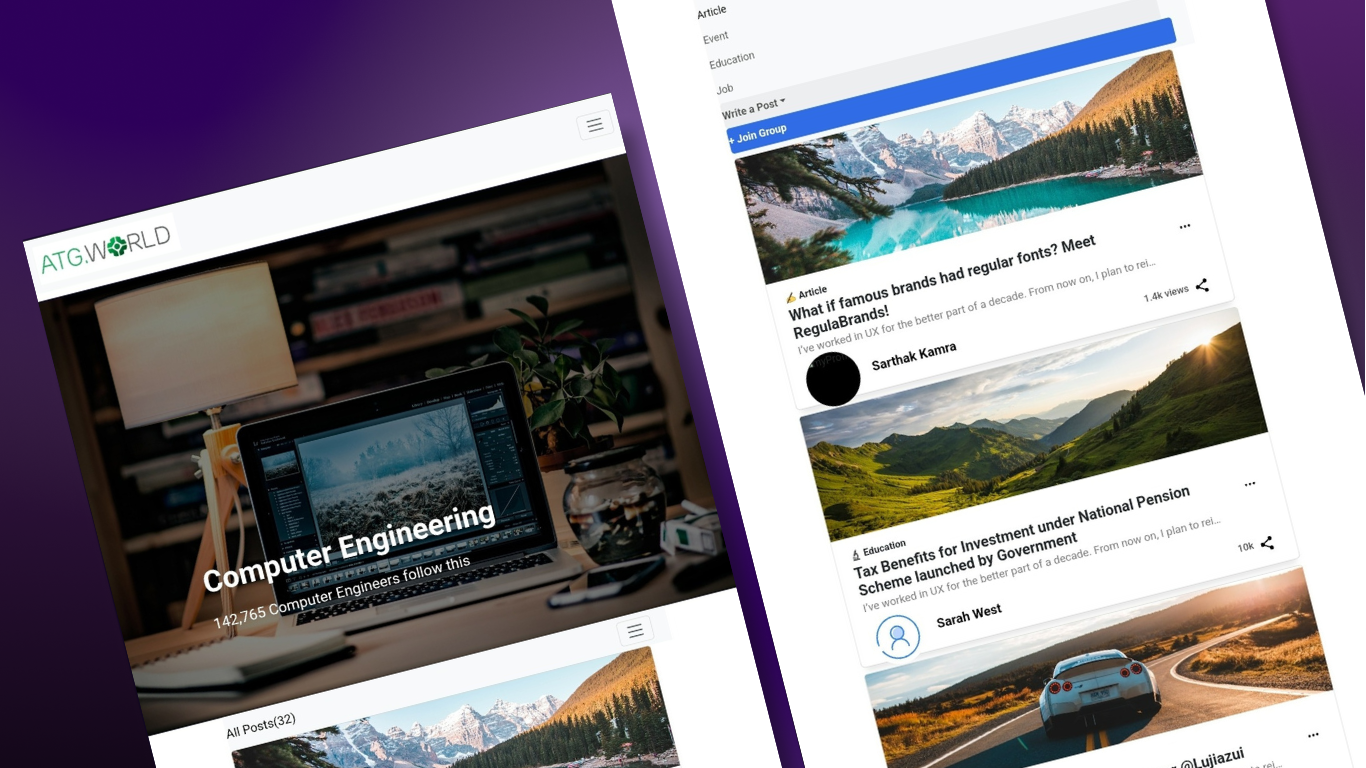 ATG.WORLD
Computer Engineering
142,765 Computer Engineers follow this
All Posts(32)
Article
Event
Education
Job
Write a Post
+ Join Group
✍️ Article
What if famous brands had regular fonts? Meet
RegulaBrands!
I've worked in UX for the better part of a decade. From now on, I plan to rei…
1.4k views
Sarthak Kamra
🔬 Education
Tax Benefits for Investment under National Pension
Scheme launched by Government
I've worked in UX for the better part of a decade. From now on, I plan to rei…
10k
Sarah West
@Lujiazui
to rei…